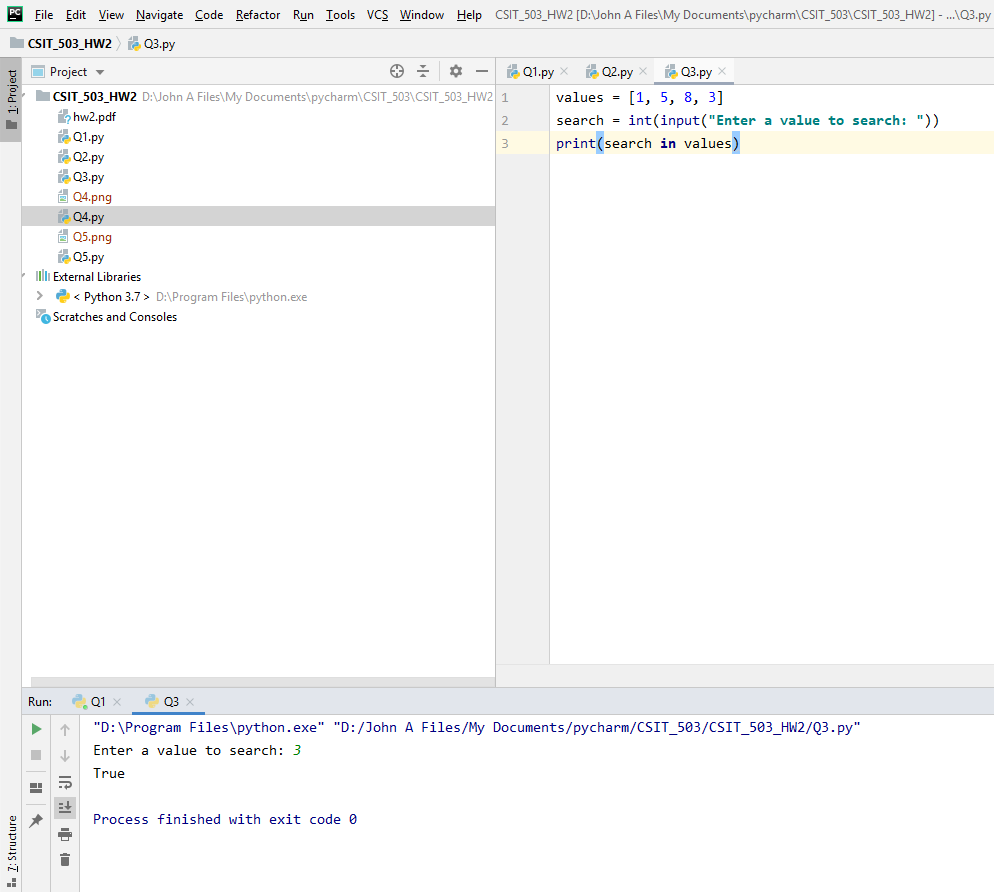 PC File Edit View Navigate Code Refactor Run Tools VCS Window Help CSIT_503_HW2 [D:\John A Files\My Documents\pycharm\CSIT_503\CSIT_503_HW2] - ...\Q3.py
CSIT_503_HW2 Q3.py
1: Project
Project
Q1.py Q2.py Q3.py
CSIT_503_HW2 D:\John A Files\My Documents\pycharm\CSIT_503\CSIT_503_HW2
hw2.pdf
Q1.py
Q2.py
Q3.py
Q4.png
Q4.py
Q5.png
Q5.py
External Libraries
< Python 3.7 > D:\Program Files\python.exe
Scratches and Consoles
1 values = [1, 5, 8, 3]
2 search = int(input("Enter a value to search: "))
3 print(search in values)
Run: Q1 Q3
"D:\Program Files\python.exe" "D:/John A Files/My Documents/pycharm/CSIT_503/CSIT_503_HW2/Q3.py"
Enter a value to search: 3
True
Process finished with exit code 0
7: Structure